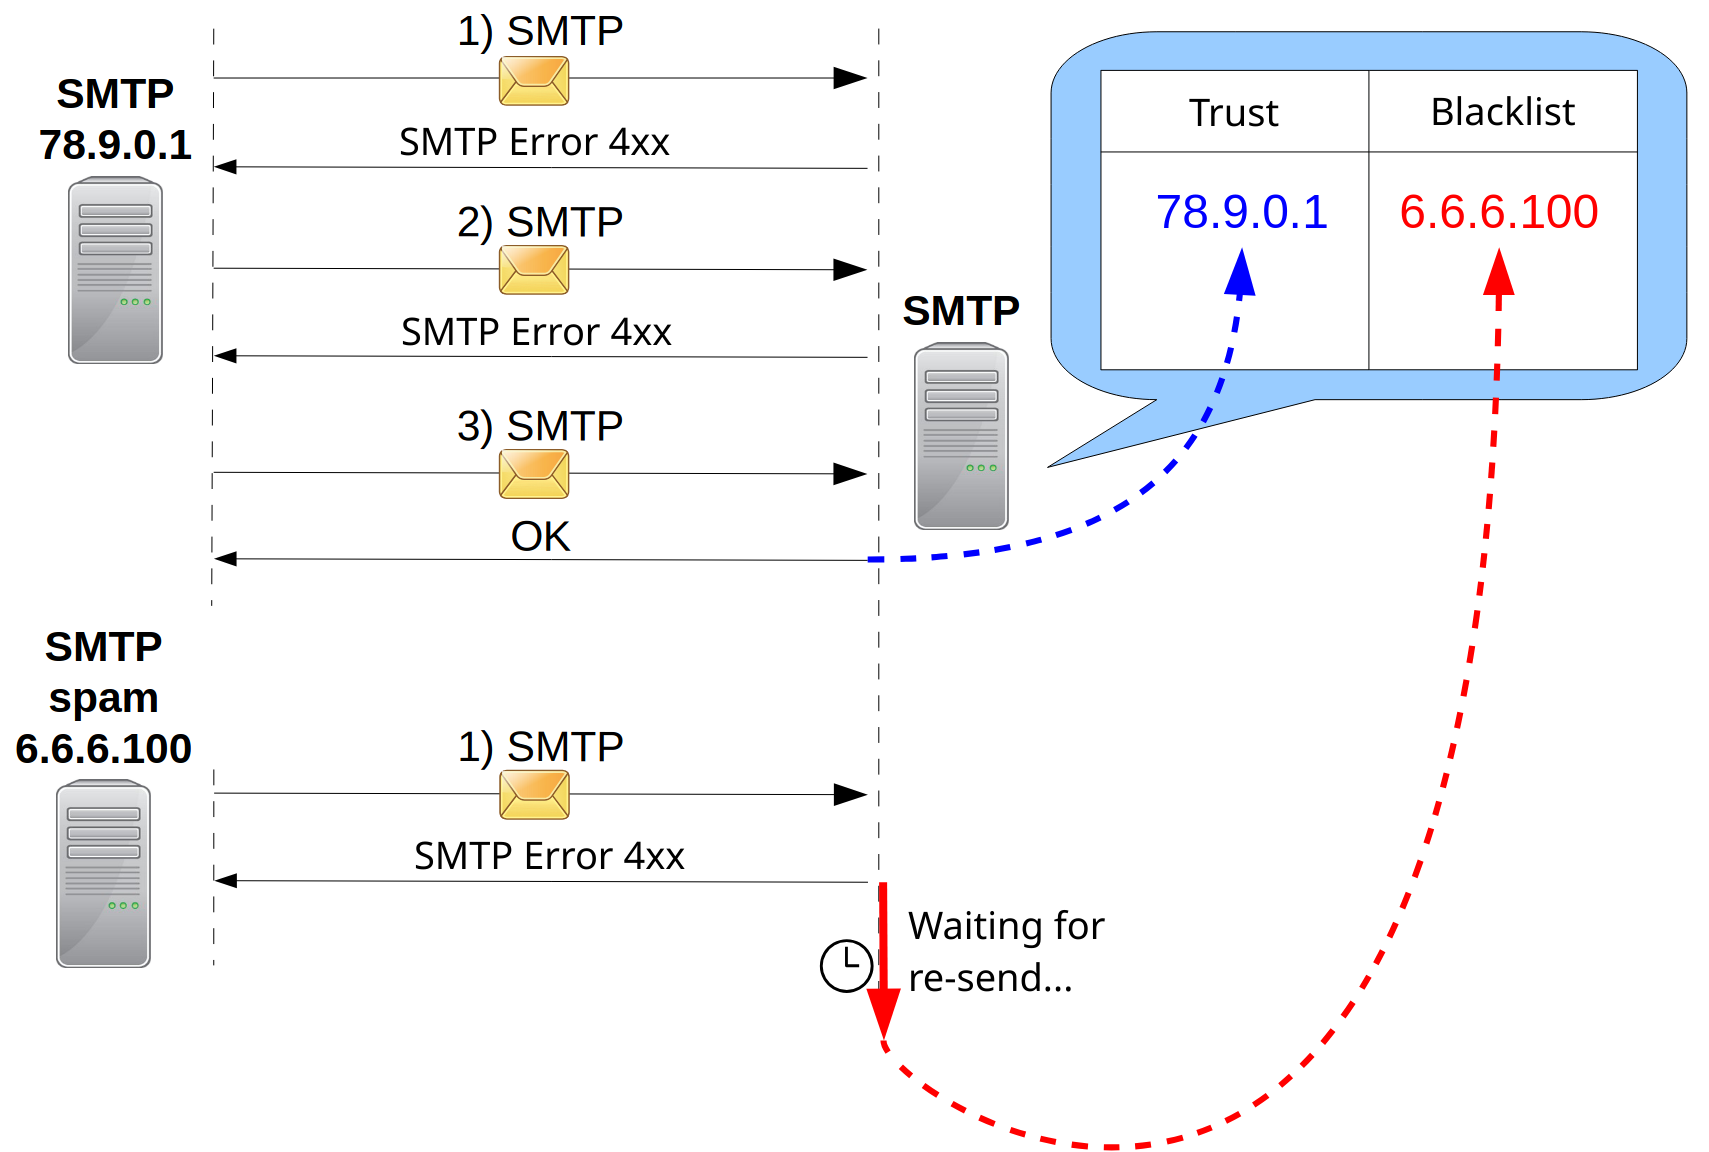 1) SMTP
SMTP
78.9.0.1
SMTP Error 4xx
2) SMTP
SMTP Error 4xx
3) SMTP
OK
SMTP
Trust
Blacklist
78.9.0.1
6.6.6.100
SMTP
spam
6.6.6.100
1) SMTP
SMTP Error 4xx
Waiting for
re-send...